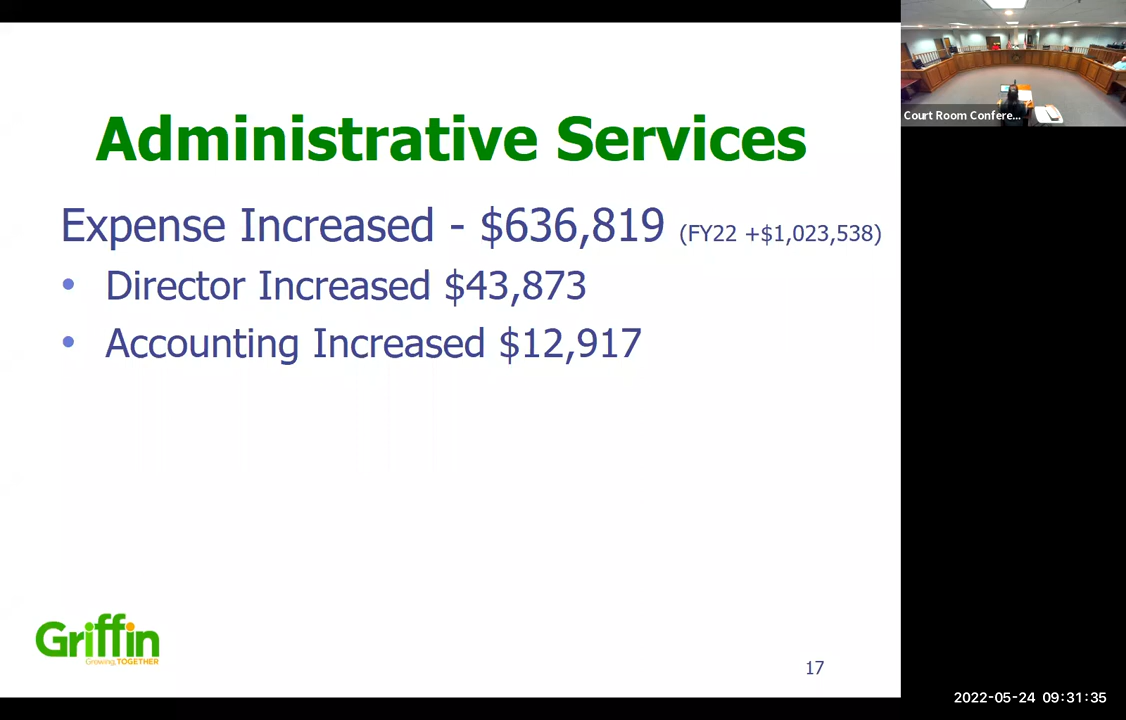 Administrative Services
Expense Increased - $636,819 (FY22 +$1,023,538)
• Director Increased $43,873
• Accounting Increased $12,917
Griffin
Growing, TOGETHER
17
Court Room Confere...
2022-05-24 09:31:35